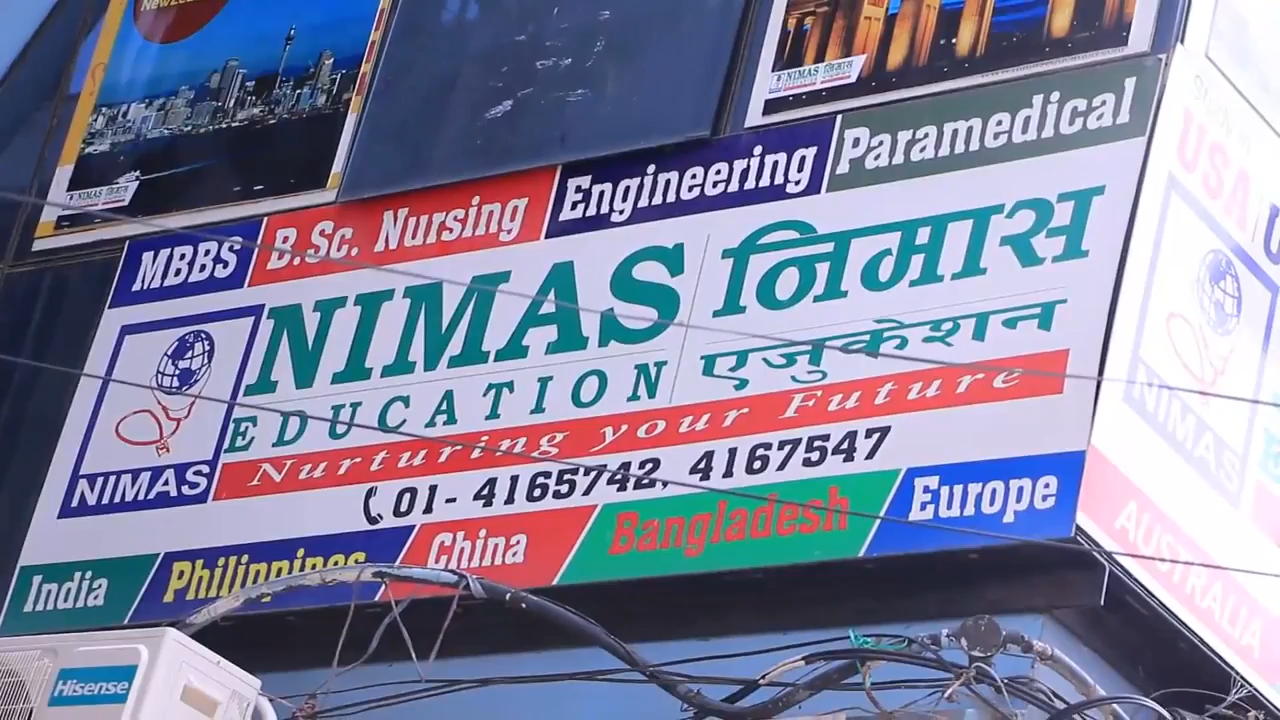 NIMAS निमास
NIMAS
MBBS B.Sc. Nursing Engineering Paramedical
NIMAS निमास
EDUCATION एजुकेशन
NIMAS
Nurturing your Future
01- 4165742, 4167547
India Philippines China Bangladesh Europe
Hisense
USA
NIMAS
AUSTRALIA